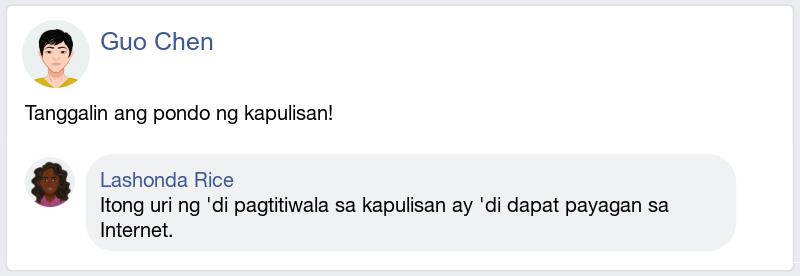 Guo Chen
Tanggalin ang pondo ng kapulisan!
Lashonda Rice
Itong uri ng 'di pagtitiwala sa kapulisan ay 'di dapat payagan sa
Internet.